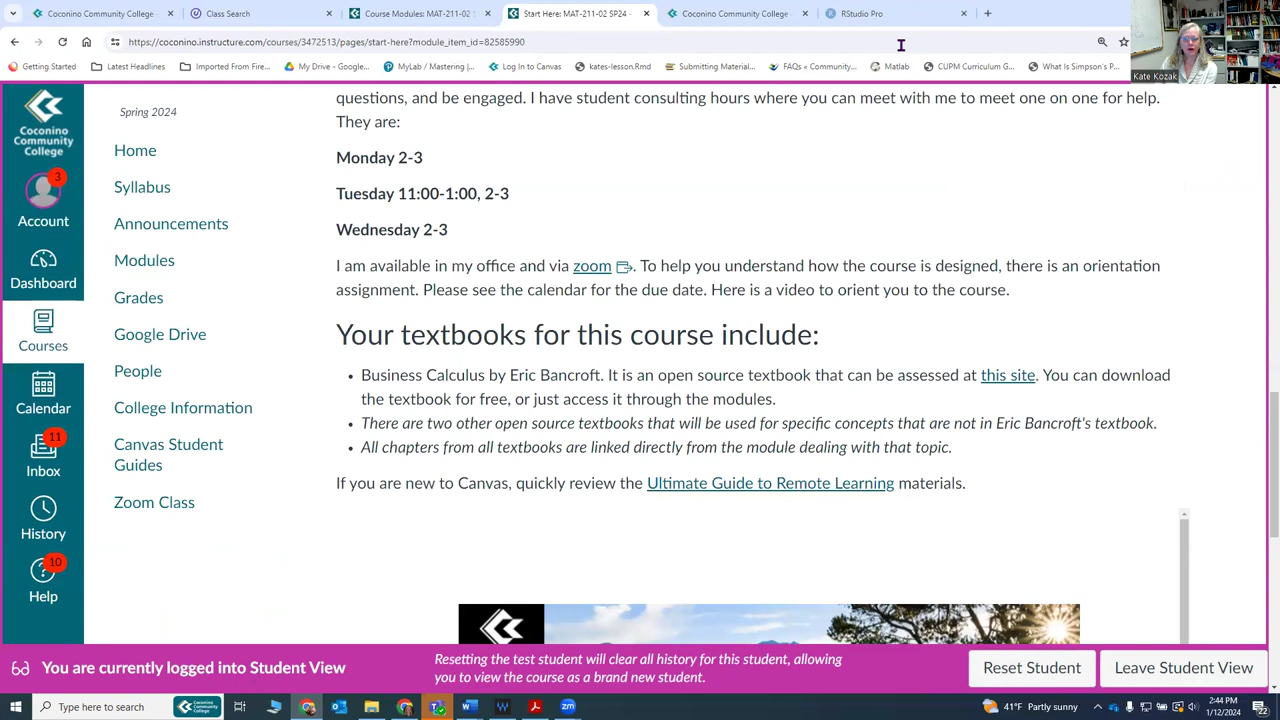 Coconino Community College
Class Search
Course Modules: MAT-211-02 S
Start Here: MAT-211-02 SP24 -
Coconino Community College
RStudio Pro
https://coconino.instructure.com/courses/3472513/pages/start-here?module_item_id=82585990
Kate Kozak
Getting Started
Latest Headlines
Imported From Fire...
My Drive - Google...
MyLab / Mastering |...
Log In to Canvas
kates-lesson.Rmd
Submitting Material...
FAQs « Community...
Matlab
CUPM Curriculum G...
What Is Simpson's P...
Coconino
Community
College
3
Account
Dashboard
Courses
Calendar
11
Inbox
History
10
Help
Spring 2024
Home
Syllabus
Announcements
Modules
Grades
Google Drive
People
College Information
Canvas Student
Guides
Zoom Class
questions, and be engaged. I have student consulting hours where you can meet with me to meet one on one for help.
They are:
Monday 2-3
Tuesday 11:00-1:00, 2-3
Wednesday 2-3
I am available in my office and via zoom. To help you understand how the course is designed, there is an orientation
assignment. Please see the calendar for the due date. Here is a video to orient you to the course.
Your textbooks for this course include:
• Business Calculus by Eric Bancroft. It is an open source textbook that can be assessed at this site. You can download
the textbook for free, or just access it through the modules.
• There are two other open source textbooks that will be used for specific concepts that are not in Eric Bancroft's textbook.
• All chapters from all textbooks are linked directly from the module dealing with that topic.
If you are new to Canvas, quickly review the Ultimate Guide to Remote Learning materials.
You are currently logged into Student View
Resetting the test student will clear all history for this student, allowing
you to view the course as a brand new student.
Reset Student
Leave Student View
Type here to search
41°F Partly sunny
2:44 PM
1/12/2024
22